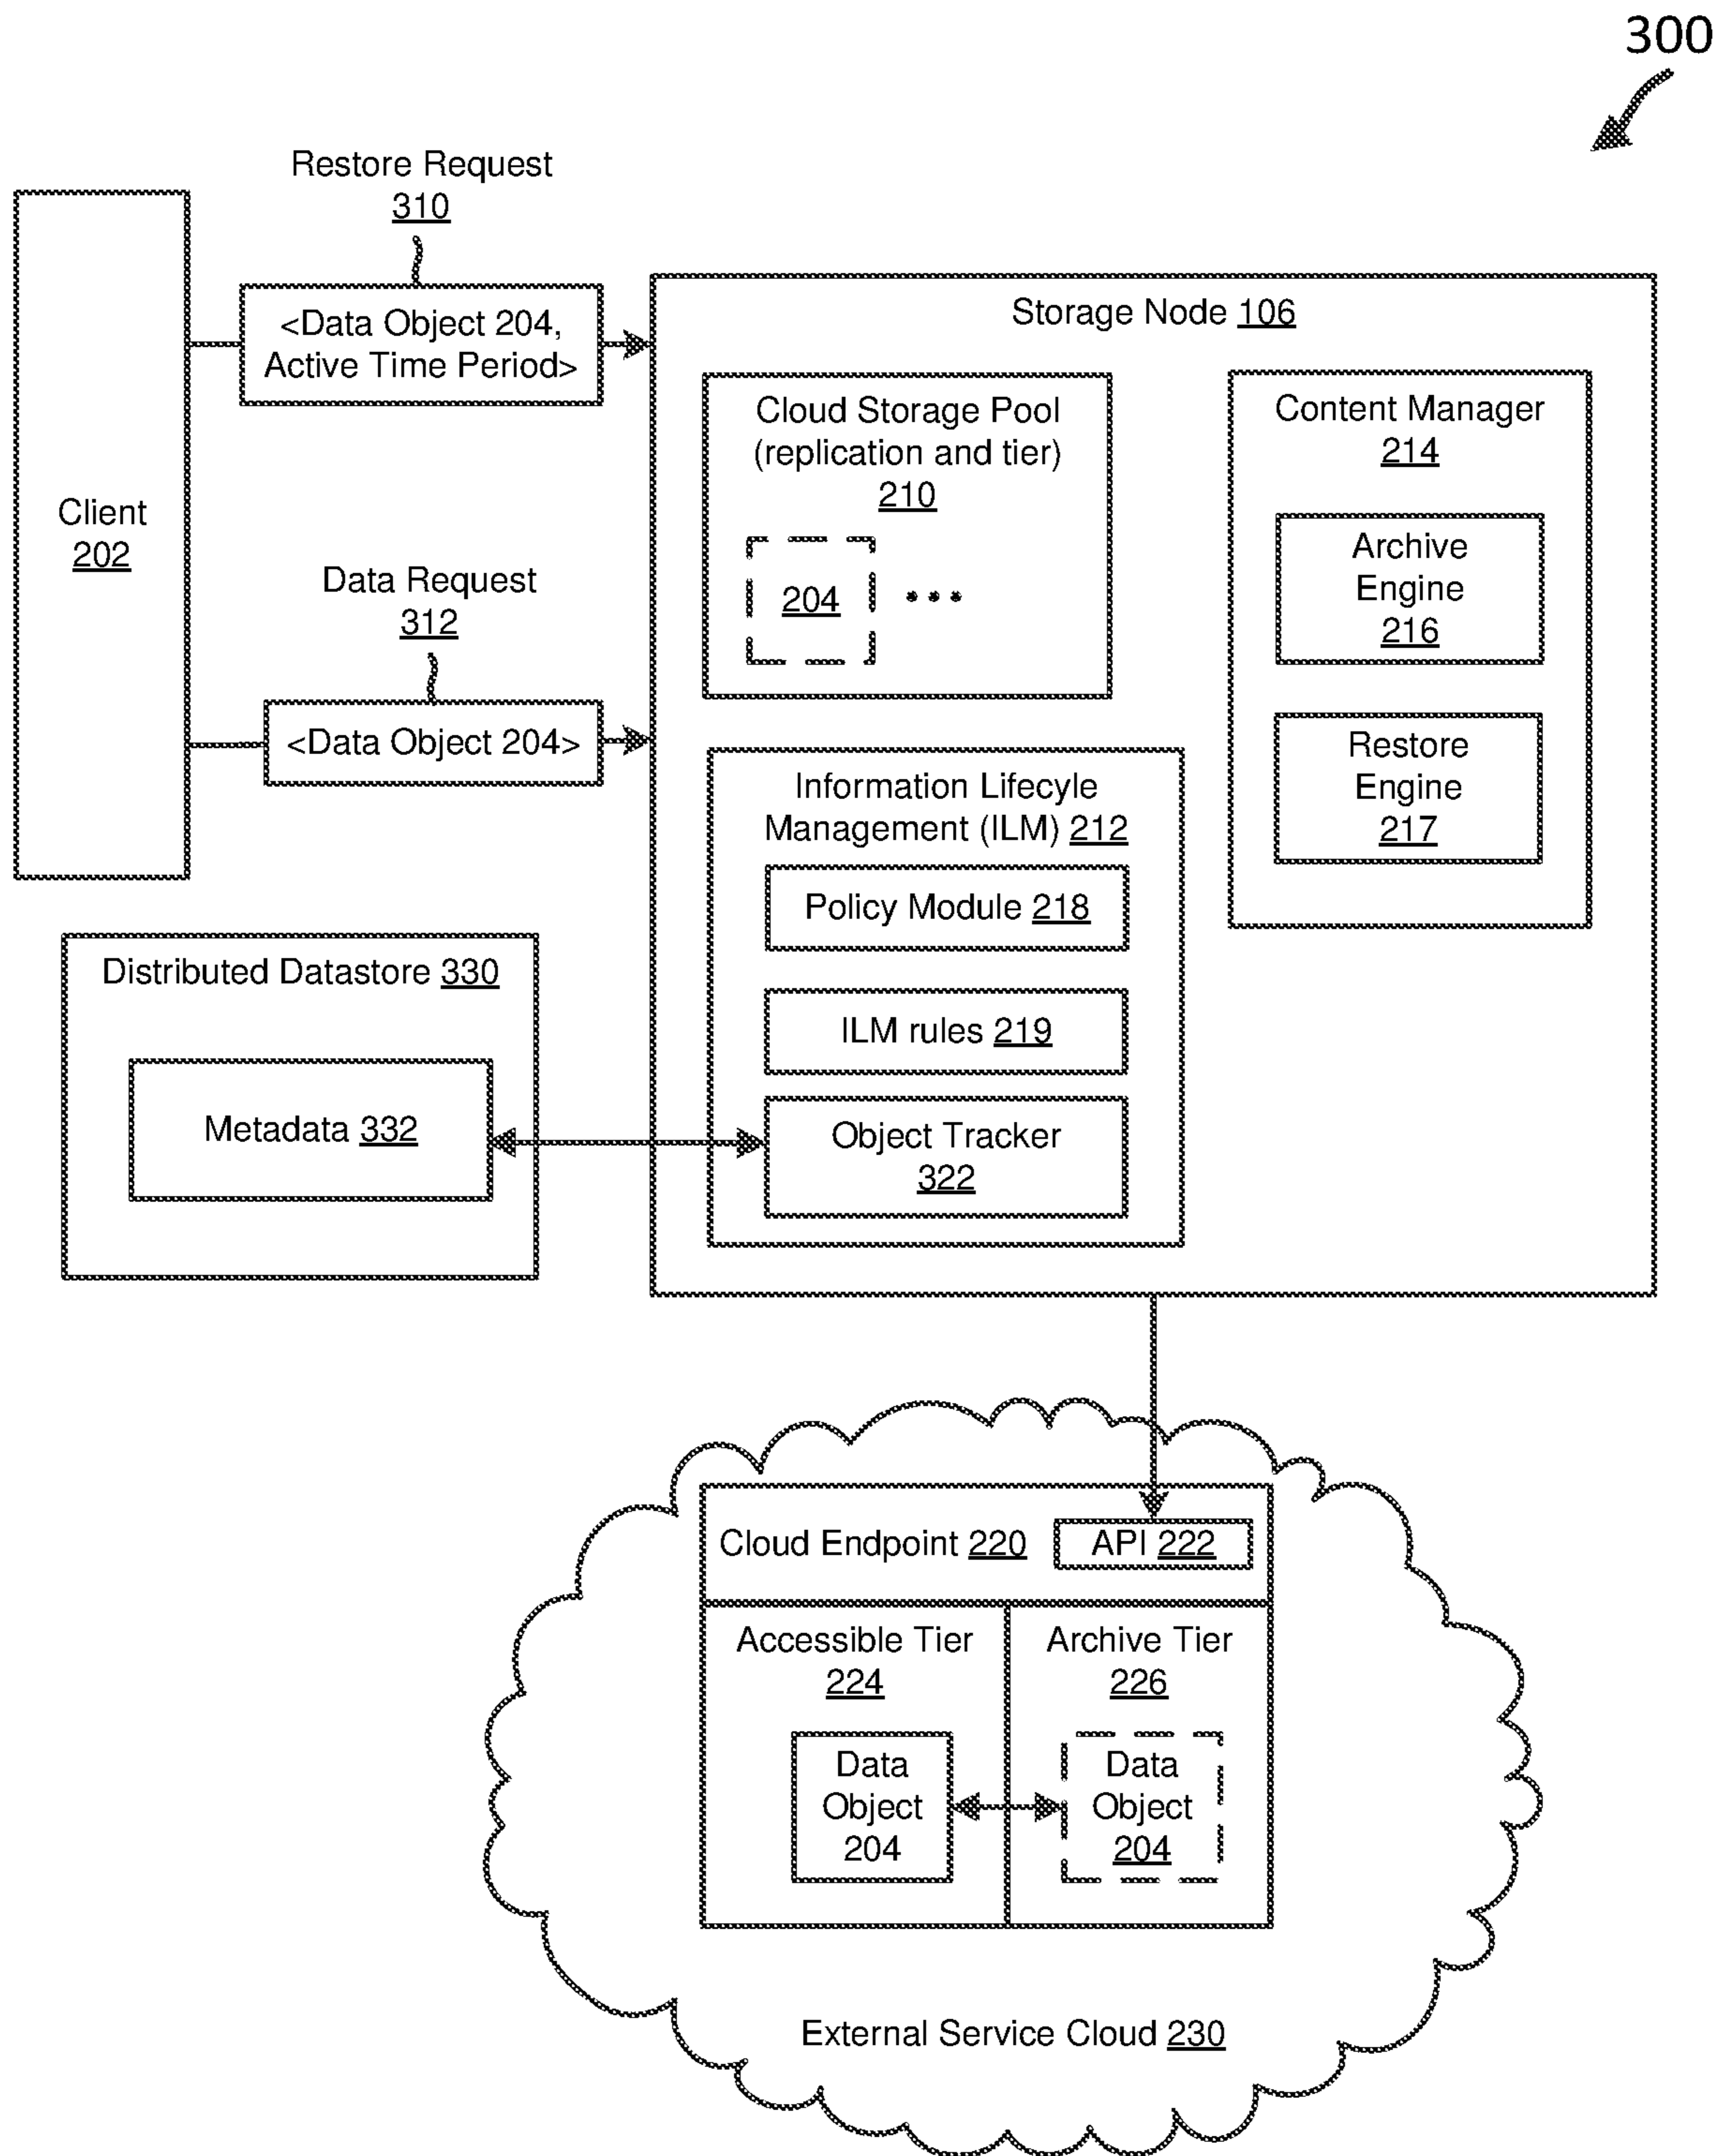 300
Restore Request
310
<Data Object 204,
Active Time Period>
Client
202
Data Request
312
<Data Object 204>
Storage Node 106
Cloud Storage Pool
(replication and tier)
210
204
Content Manager
214
Archive
Engine
216
Restore
Engine
217
Information Lifecyle
Management (ILM) 212
Policy Module 218
ILM rules 219
Object Tracker
322
Distributed Datastore 330
Metadata 332
Cloud Endpoint 220
API 222
Accessible Tier
224
Data
Object
204
Archive Tier
226
Data
Object
204
External Service Cloud 230